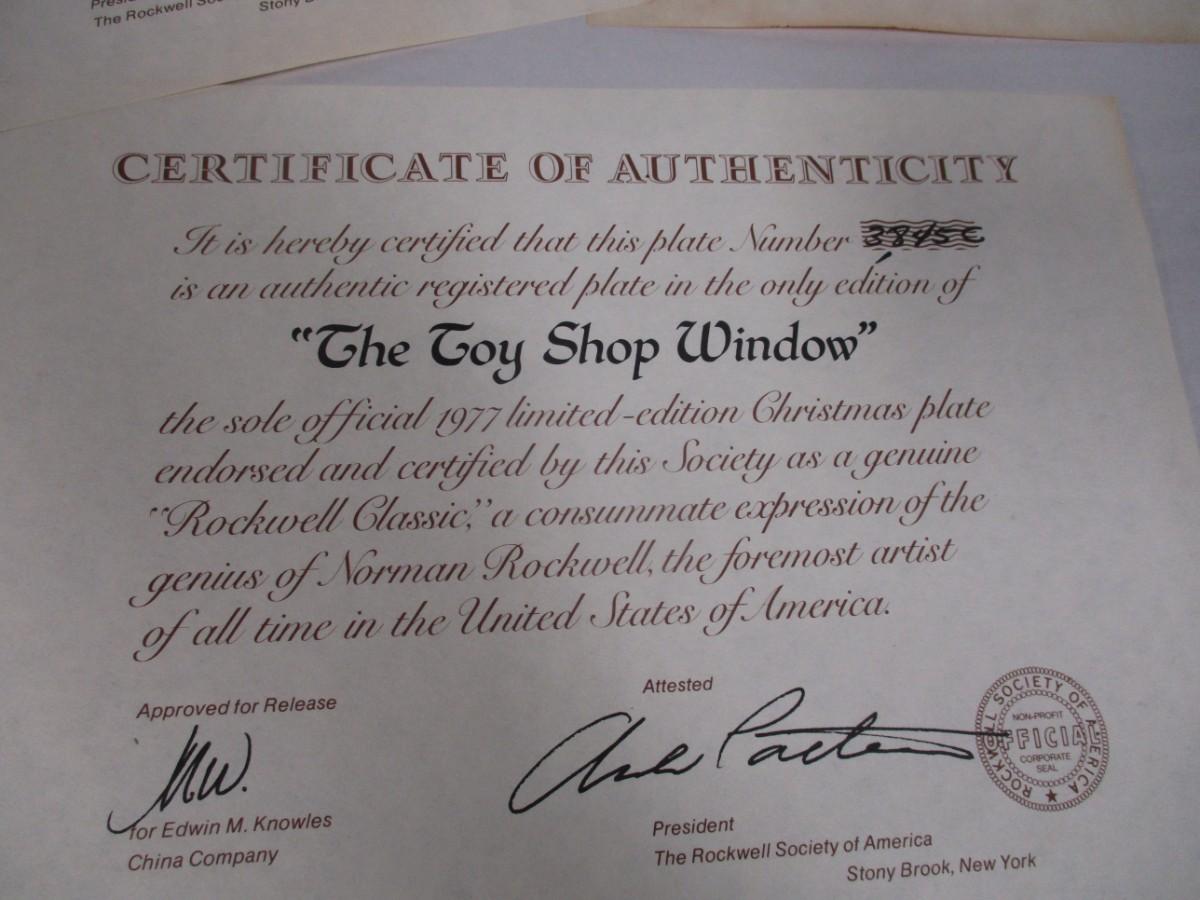 The Rockwell
CERTIFICATE OF AUTHENTICITY
It is hereby certified that this plate Number
is an authentic registered plate in the only edition of
“The Toy Shop Window”
the sole official 1977 limited-edition Christmas plate
endorsed and certified by this Society as a genuine
“Rockwell Classic,” a consummate expression of the
genius of Norman Rockwell, the foremost artist
of all time in the United States of America.
Approved for Release
Attested
MW.
for Edwin M. Knowles
China Company
President
The Rockwell Society of America
Stony Brook, New York
ROCKWELL SOCIETY OF AMERICA
NON-PROFIT
OFFICIAL
CORPORATE
SEAL